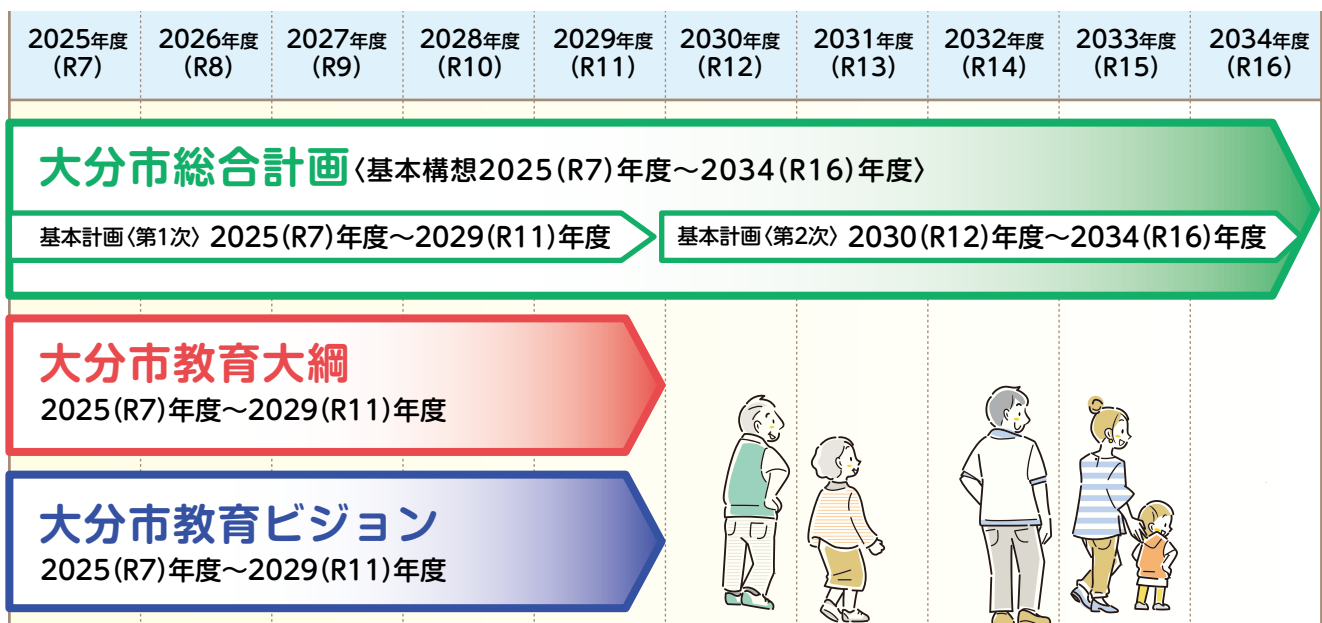 2025年度 2026年度 2027年度 2028年度 2029年度 2030年度 2031年度 2032年度 2033年度 2034年度
(R7) (R8) (R9) (R10) (R11) (R12) (R13) (R14) (R15) (R16)
大分市総合計画〈基本構想2025(R7)年度～2034(R16)年度〉
基本計画〈第1次〉 2025(R7)年度～2029(R11)年度 基本計画〈第2次〉 2030(R12)年度～2034(R16)年度
大分市教育大綱
2025(R7)年度～2029(R11)年度
大分市教育ビジョン
2025(R7)年度～2029(R11)年度